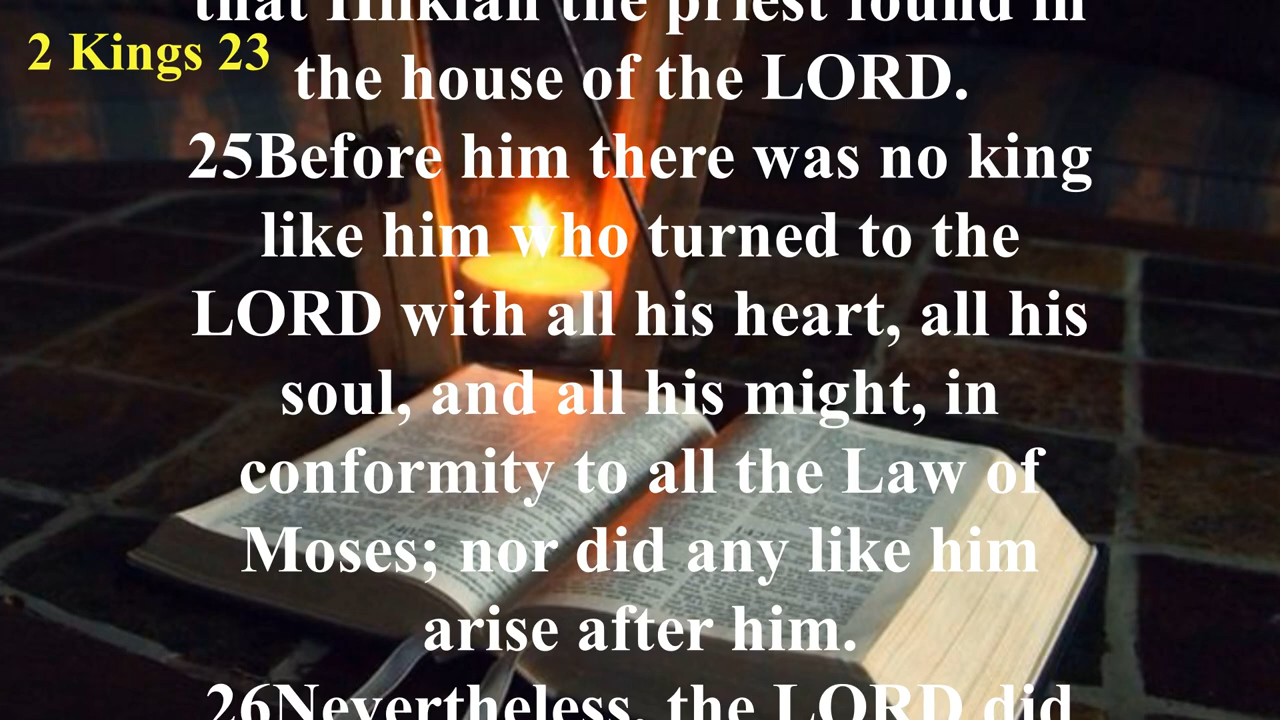 that Hilkiah the priest found in
2 Kings 23
the house of the LORD.
25Before him there was no king
like him who turned to the
LORD with all his heart, all his
soul, and all his might, in
conformity to all the Law of
Moses; nor did any like him
arise after him.
26Nevertheless, the LORD did